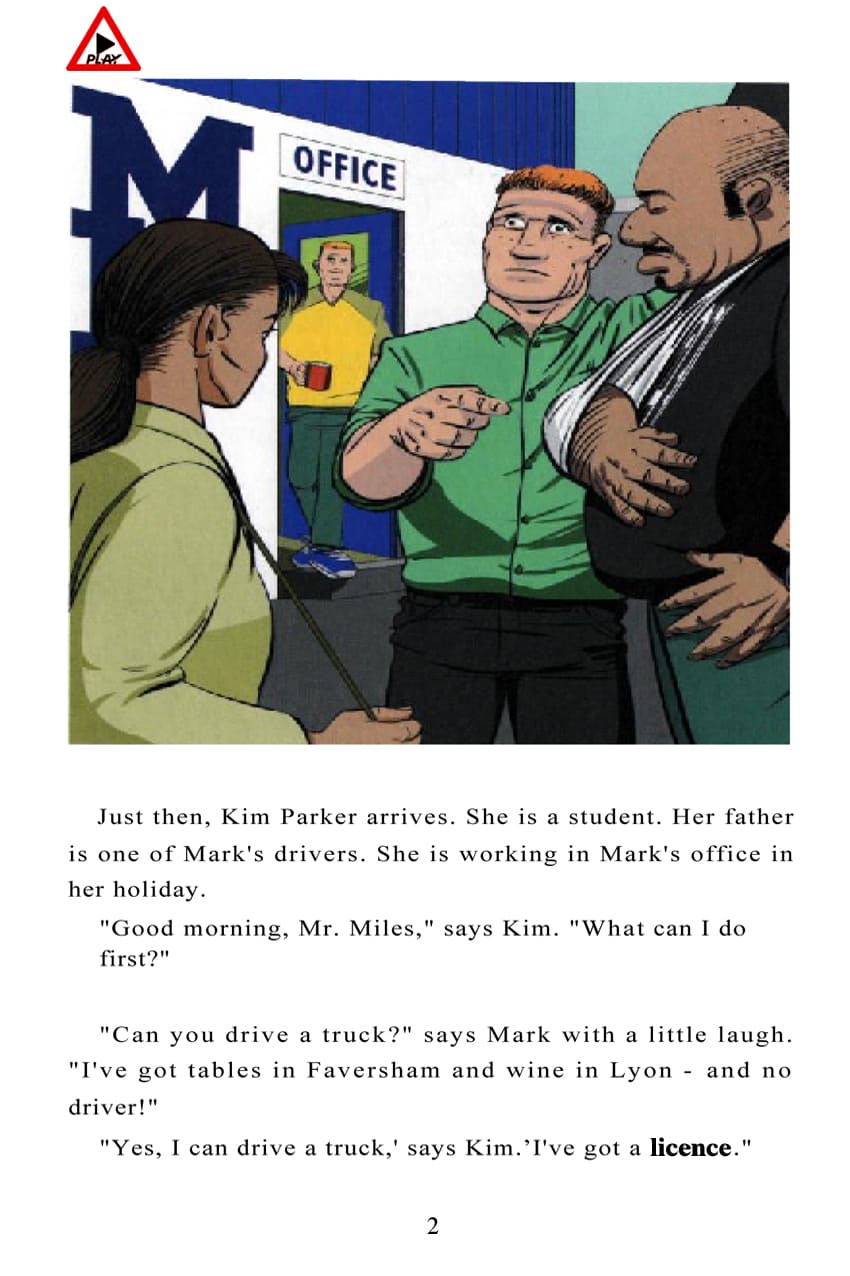 PLAY
M
OFFICE
Just then, Kim Parker arrives. She is a student. Her father
is one of Mark's drivers. She is working in Mark's office in
her holiday.
"Good morning, Mr. Miles," says Kim. "What can I do
first?"
"Can you drive a truck?" says Mark with a little laugh.
"I've got tables in Faversham and wine in Lyon - and no
driver!"
"Yes, I can drive a truck,' says Kim.’I've got a licence."
2